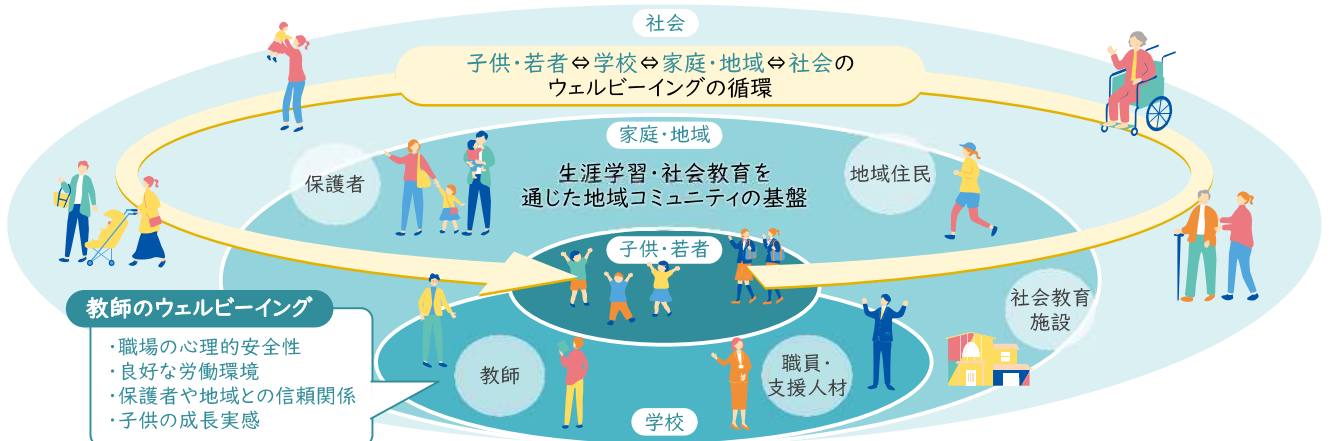 社会
子供・若者⇔学校⇔家庭・地域⇔社会の
ウェルビーイングの循環
家庭・地域
保護者
生涯学習・社会教育を
通じた地域コミュニティの基盤
地域住民
子供・若者
社会教育
施設
教師のウェルビーイング
・職場の心理的安全性
・良好な労働環境
・保護者や地域との信頼関係
・子供の成長実感
教師
職員・
支援人材
学校